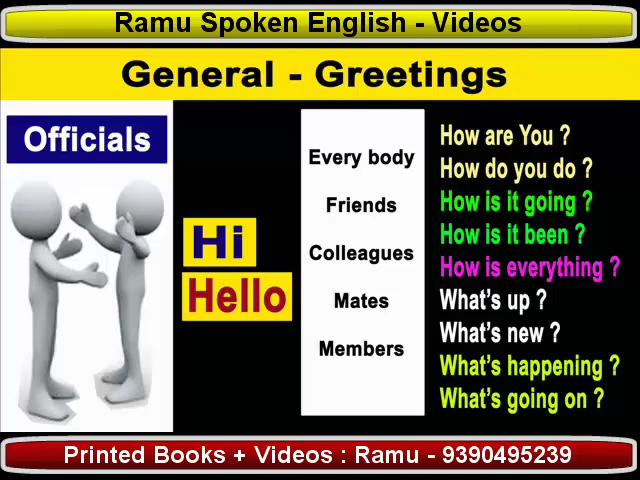 Ramu Spoken English - Videos
General - Greetings
Officials
Hi
Hello
Every body
Friends
Colleagues
Mates
Members
How are You ?
How do you do ?
How is it going ?
How is it been ?
How is everything ?
What's up ?
What's new ?
What's happening ?
What's going on ?
Printed Books + Videos : Ramu - 9390495239